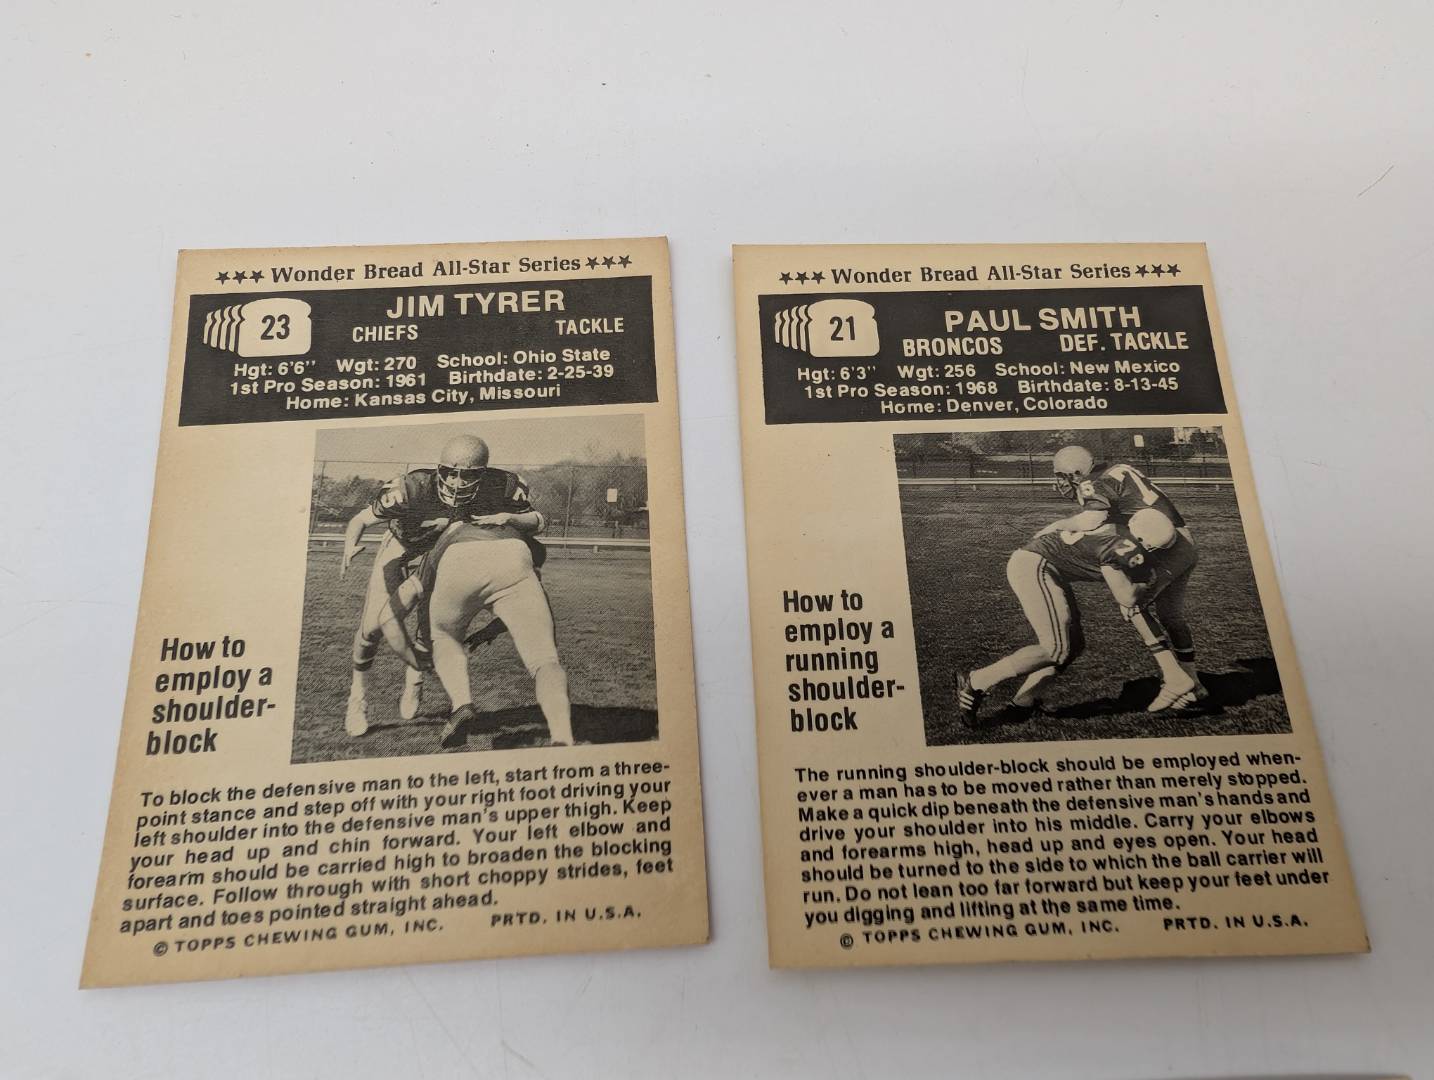 ★★★ Wonder Bread All-Star Series ★★★
23
JIM TYRER
CHIEFS TACKLE
Hgt: 6'6" Wgt: 270 School: Ohio State
1st Pro Season: 1961 Birthdate: 2-25-39
Home: Kansas City, Missouri
75
How to
employ a
shoulder-
block
To block the defensive man to the left, start from a three-
point stance and step off with your right foot driving your
left shoulder into the defensive man's upper thigh. Keep
your head up and chin forward. Your left elbow and
forearm should be carried high to broaden the blocking
surface. Follow through with short choppy strides, feet
apart and toes pointed straight ahead.
© TOPPS CHEWING GUM, INC. PRTD. IN U.S.A.
★★★ Wonder Bread All-Star Series ★★★
21
PAUL SMITH
BRONCOS DEF. TACKLE
Hgt: 6'3" Wgt: 256 School: New Mexico
1st Pro Season: 1968 Birthdate: 8-13-45
Home: Denver, Colorado
78
How to
employ a
running
shoulder-
block
The running shoulder-block should be employed when-
ever a man has to be moved rather than merely stopped.
Make a quick dip beneath the defensive man's hands and
drive your shoulder into his middle. Carry your elbows
and forearms high, head up and eyes open. Your head
should be turned to the side to which the ball carrier will
run. Do not lean too far forward but keep your feet under
you digging and lifting at the same time.
© TOPPS CHEWING GUM, INC. PRTD. IN U.S.A.